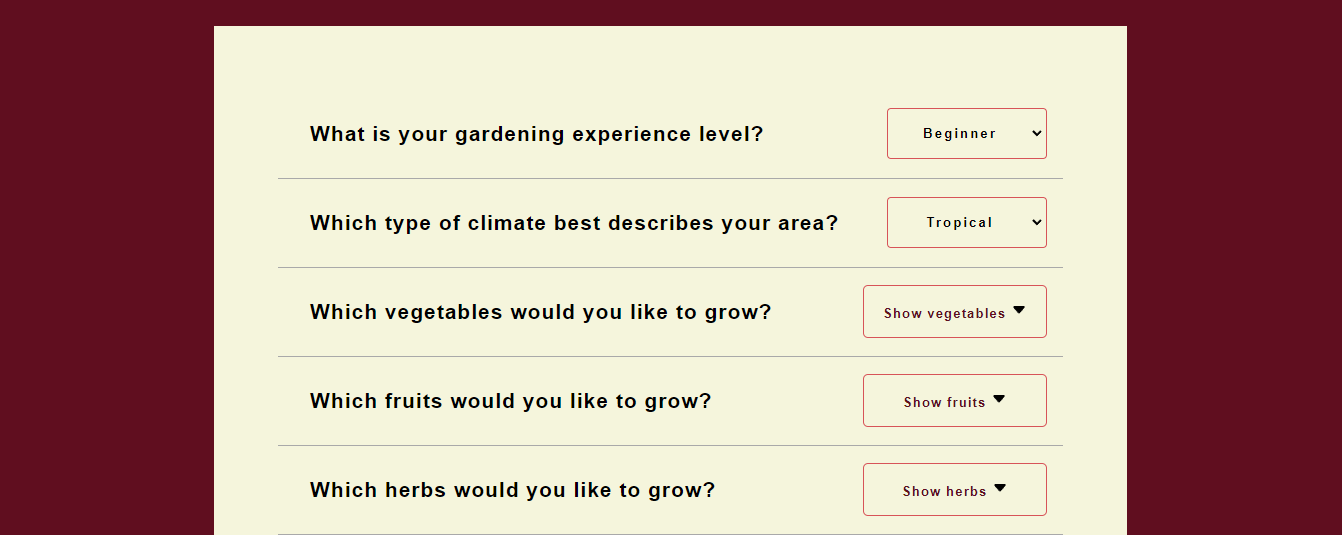 What is your gardening experience level? Beginner
Which type of climate best describes your area? Tropical
Which vegetables would you like to grow? Show vegetables
Which fruits would you like to grow? Show fruits
Which herbs would you like to grow? Show herbs